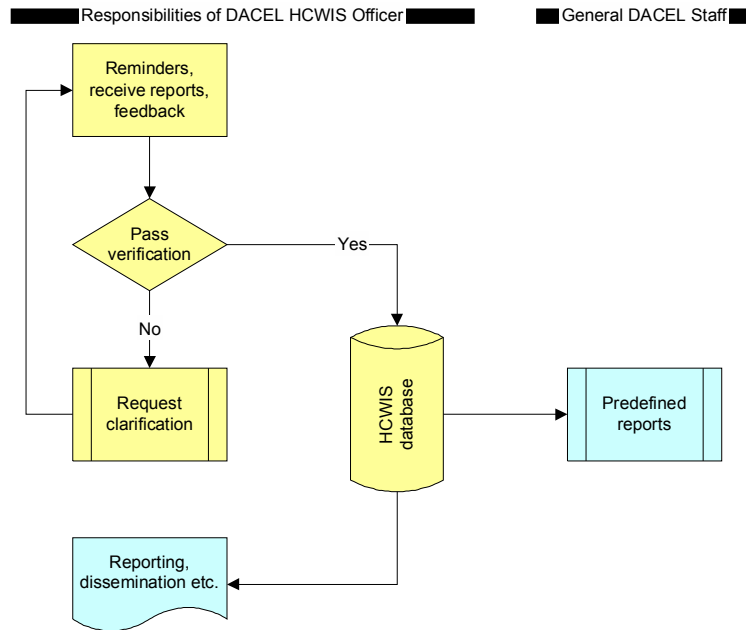 Responsibilities of DACEL HCWIS Officer
General DACEL Staff
Reminders,
receive reports,
feedback
Pass
verification
Yes
No
Request
clarification
HCWIS
database
Predefined
reports
Reporting,
dissemination etc.